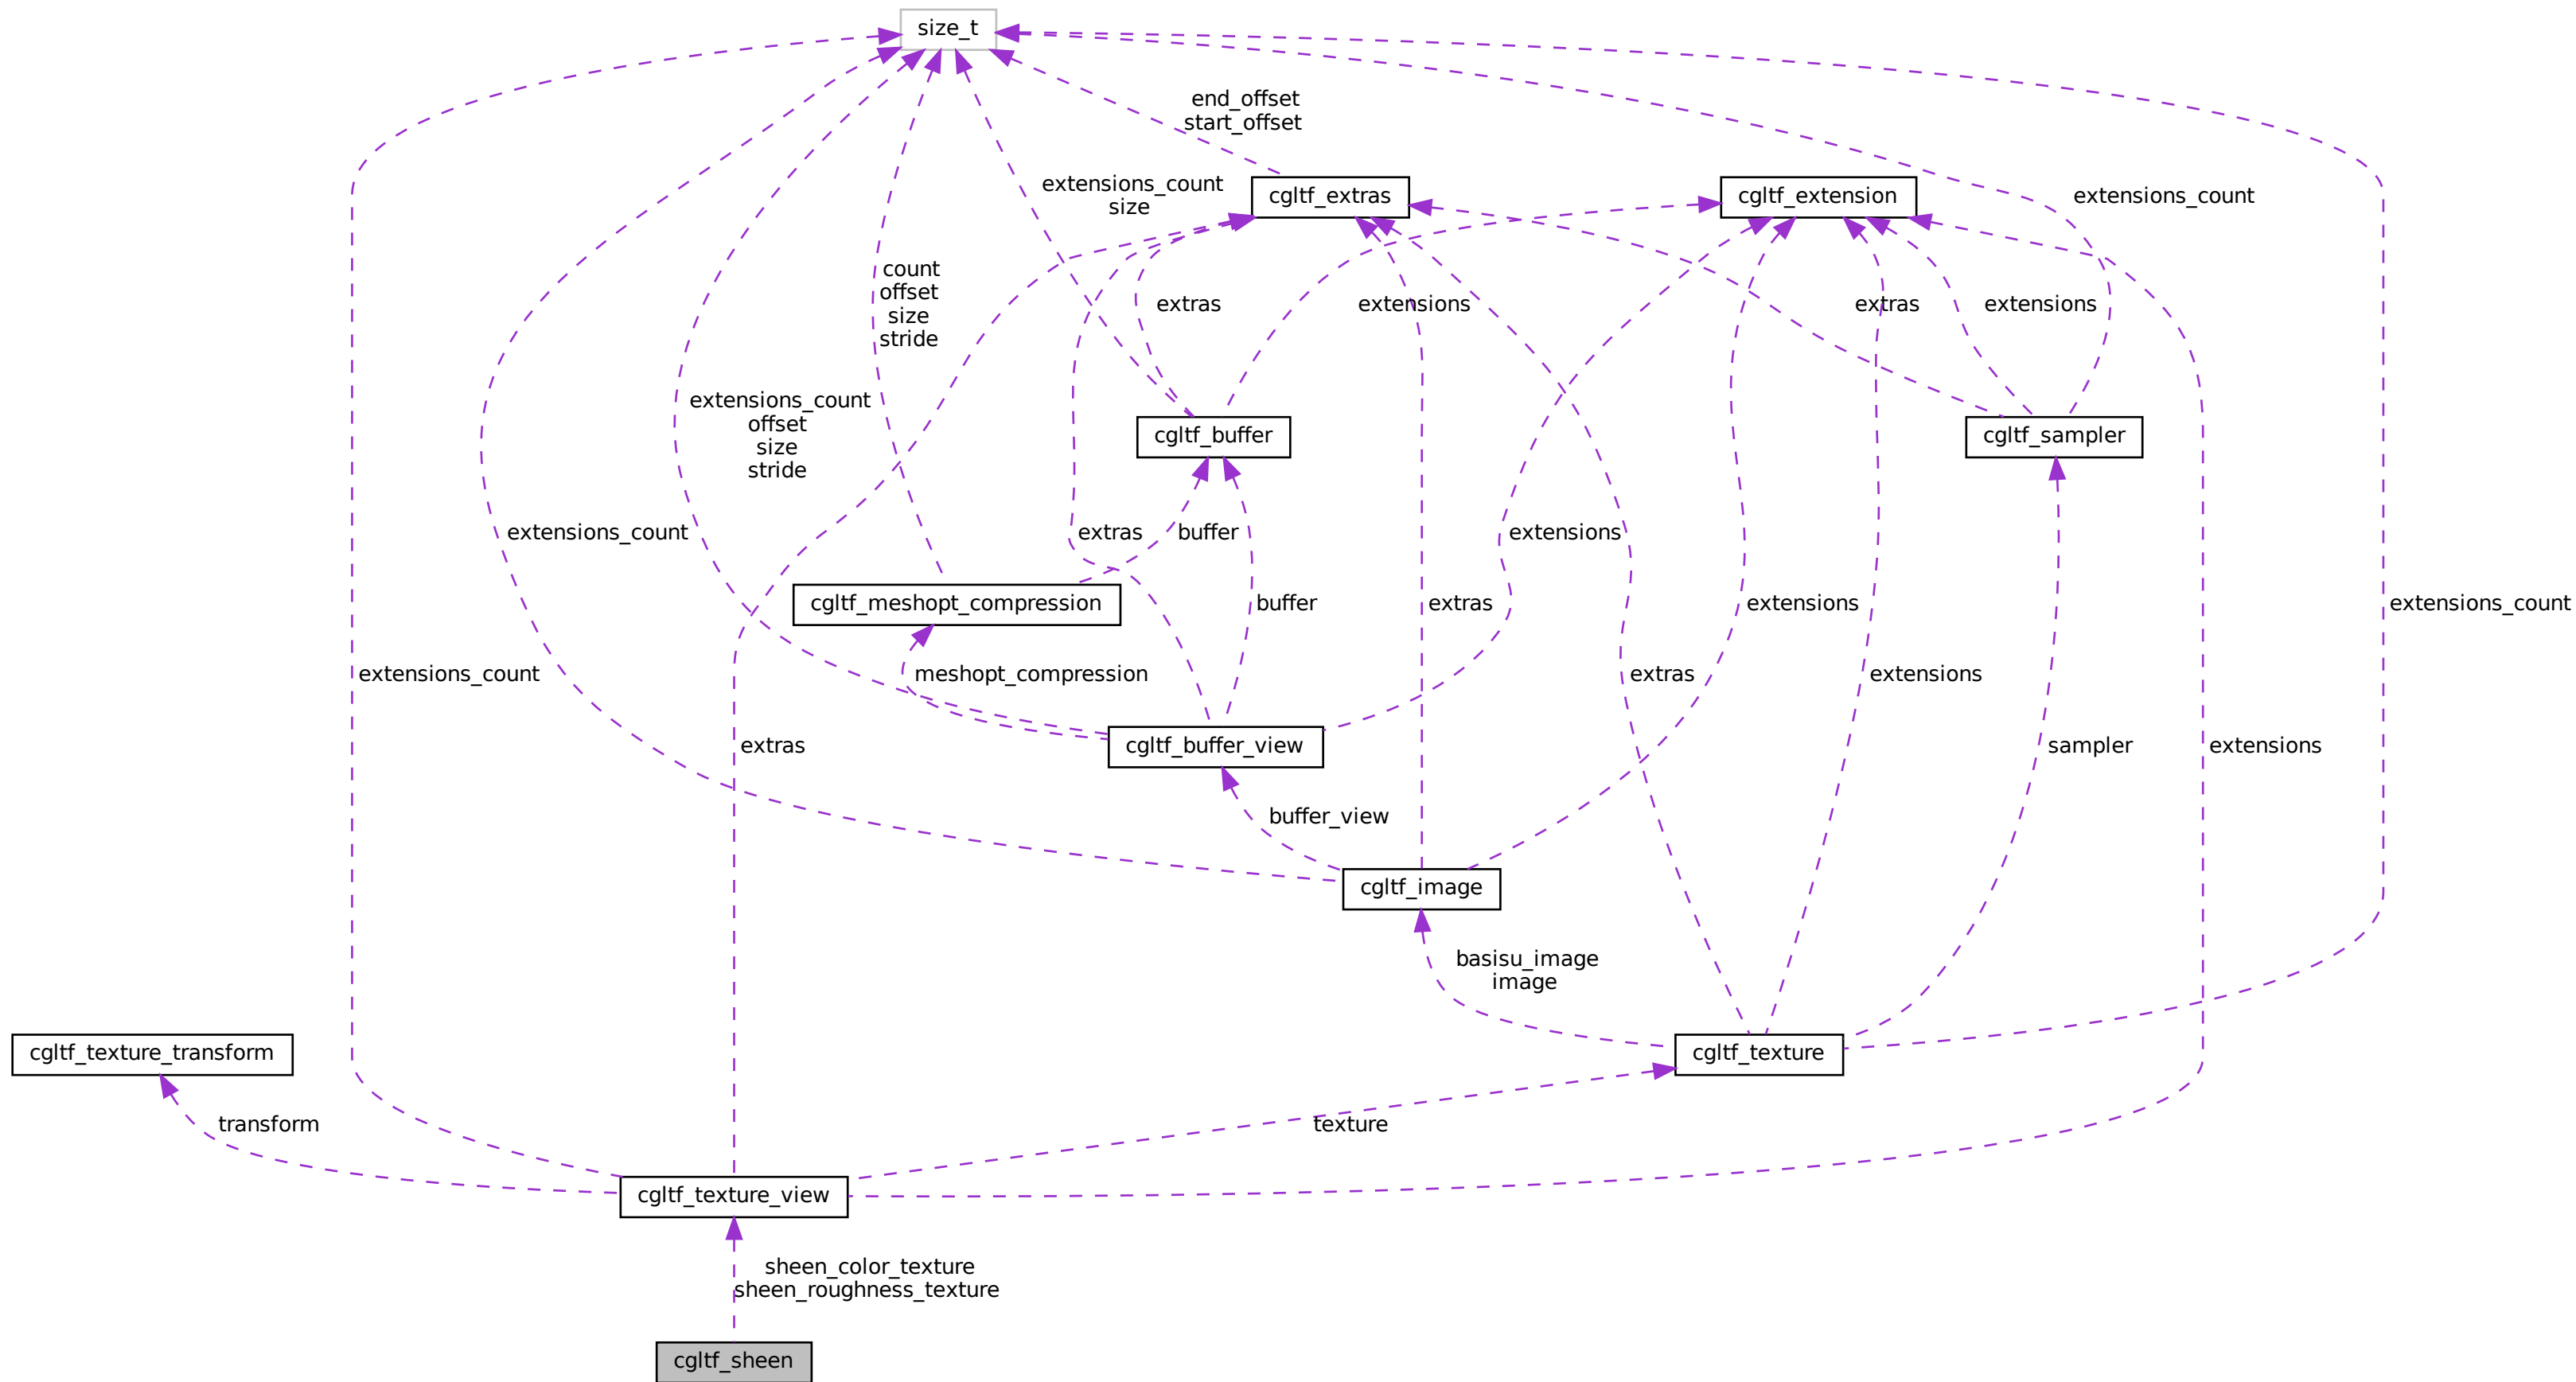 size_t
end_offset
start_offset
extensions_count
size
cgltf_extras
cgltf_extension
extensions_count
count
offset
size
stride
extras
extensions
extras
extensions
extensions_count
offset
size
stride
cgltf_buffer
cgltf_sampler
extensions_count
extras
buffer
extensions
cgltf_meshopt_compression
buffer
extras
extensions
extensions_count
extensions_count
meshopt_compression
extras
extensions
extras
cgltf_buffer_view
sampler
extensions
buffer_view
cgltf_image
basisu_image
image
cgltf_texture_transform
cgltf_texture
transform
texture
cgltf_texture_view
sheen_color_texture
sheen_roughness_texture
cgltf_sheen